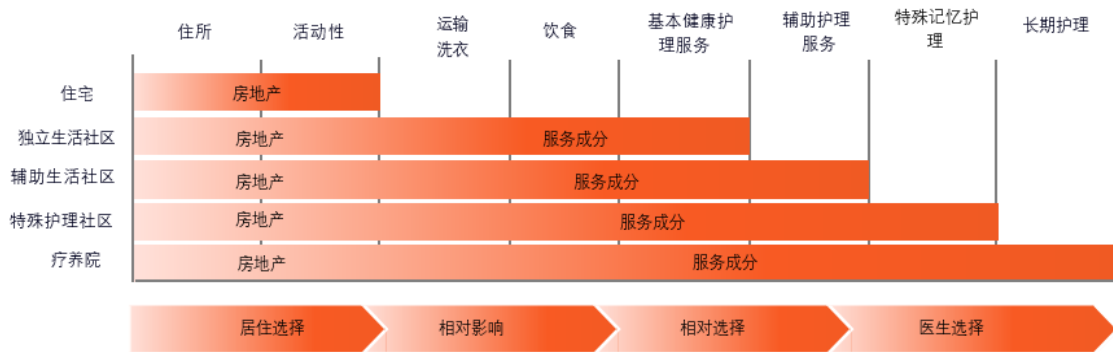 住所
活动性
运输
洗衣
饮食
基本健康护
理服务
辅助护理
服务
特殊记忆护
理
长期护理
住宅
房地产
独立生活社区
房地产
服务成分
辅助生活社区
房地产
服务成分
特殊护理社区
房地产
服务成分
疗养院
房地产
服务成分
居住选择
相对影响
相对选择
医生选择